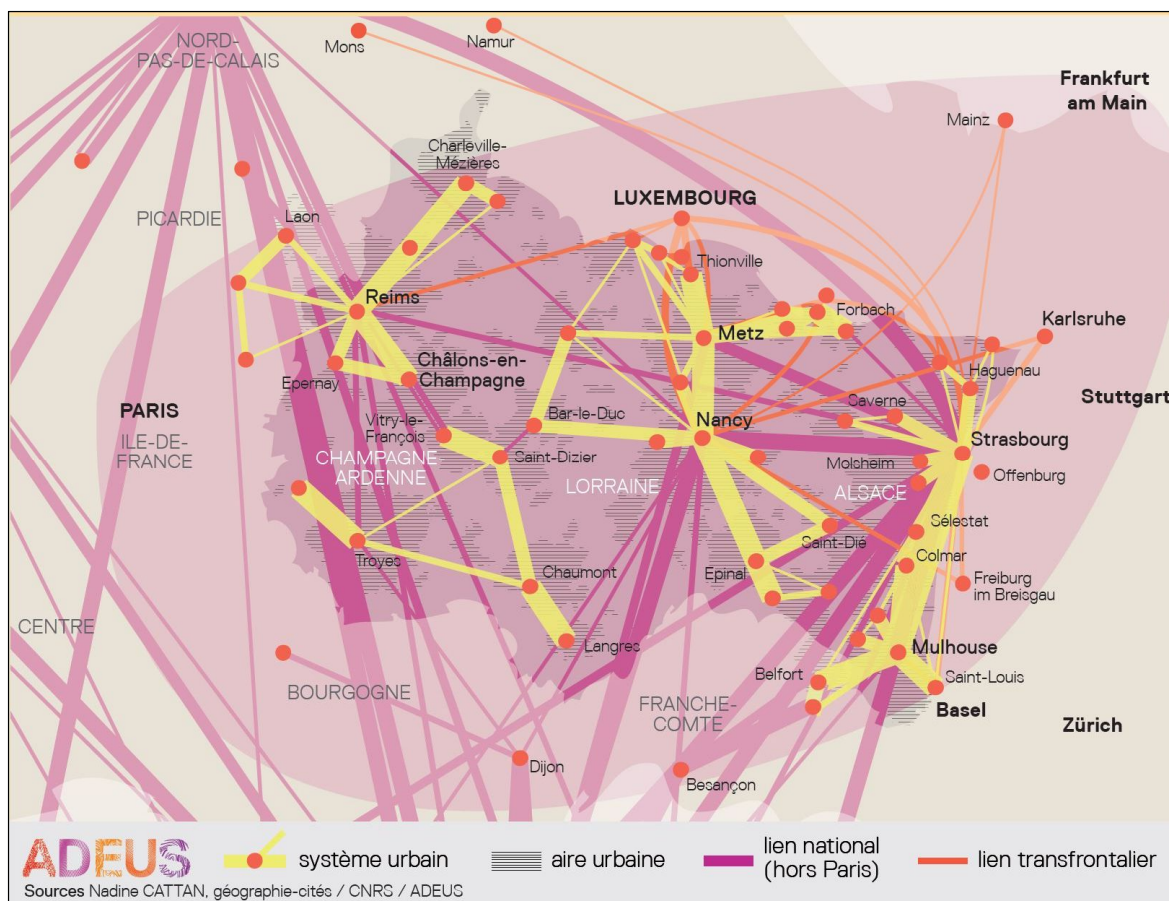 NORD-
PAS-DE-CALAIS
Mons
Namur
Frankfurt
am Main
Mainz
Charleville-
Mézières
PICARDIE
Laon
LUXEMBOURG
Thionville
Reims
Metz
Forbach
Karlsruhe
Châlons-en-
Champagne
Epernay
Haguenau
PARIS
ILE-DE-
FRANCE
Bar-le-Duc
Nancy
Saverne
Stuttgart
Vitry-le-
François
Strasbourg
CHAMPAGNE
ARDENNE
Saint-Dizier
LORRAINE
Molsheim
ALSACE
Offenburg
Troyes
Saint-Dié
Sélestat
Colmar
Chaumont
Epinal
Freiburg
im Breisgau
CENTRE
Langres
Mulhouse
BOURGOGNE
Belfort
Saint-Louis
FRANCHE-
COMTE
Basel
Zürich
Dijon
Besançon
ADEUS
système urbain
aire urbaine
lien national
(hors Paris)
lien transfrontalier
Sources Nadine CATTAN, géographie-cités / CNRS / ADEUS